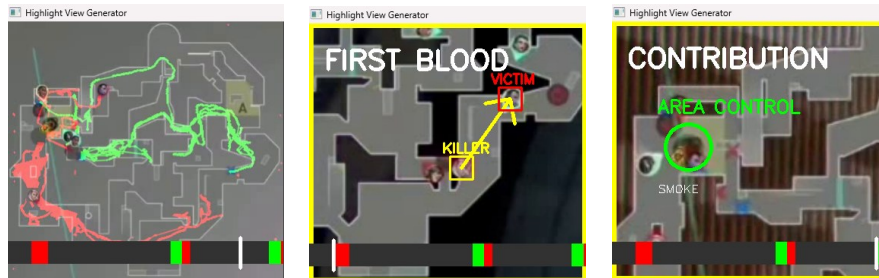 Highlight View Generator
A
Highlight View Generator
FIRST BLOOD
VICTIM
KILLER
Highlight View Generator
CONTRIBUTION
AREA CONTROL
SMOKE